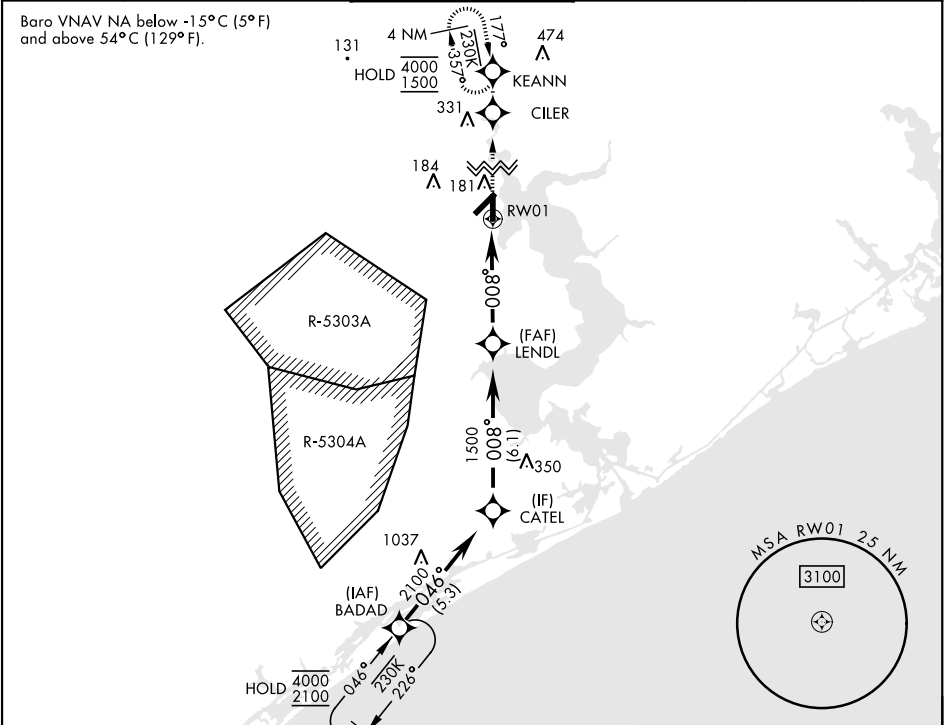 Baro VNAV NA below -15°C (5°F)
and above 54°C (129°F).
131
4 NM
230K
177°
357°
474
HOLD 4000
1500
KEANN
331
CILER
184
181
RW01
008°
R-5303A
(FAF)
LENDL
R-5304A
1500
008°
(6.1)
350
(IF)
CATEL
1037
2100
046°
(5.3)
(IAF)
BADAD
MSA RW01 25 NM
3100
HOLD 4000
2100
046°
230K
226°